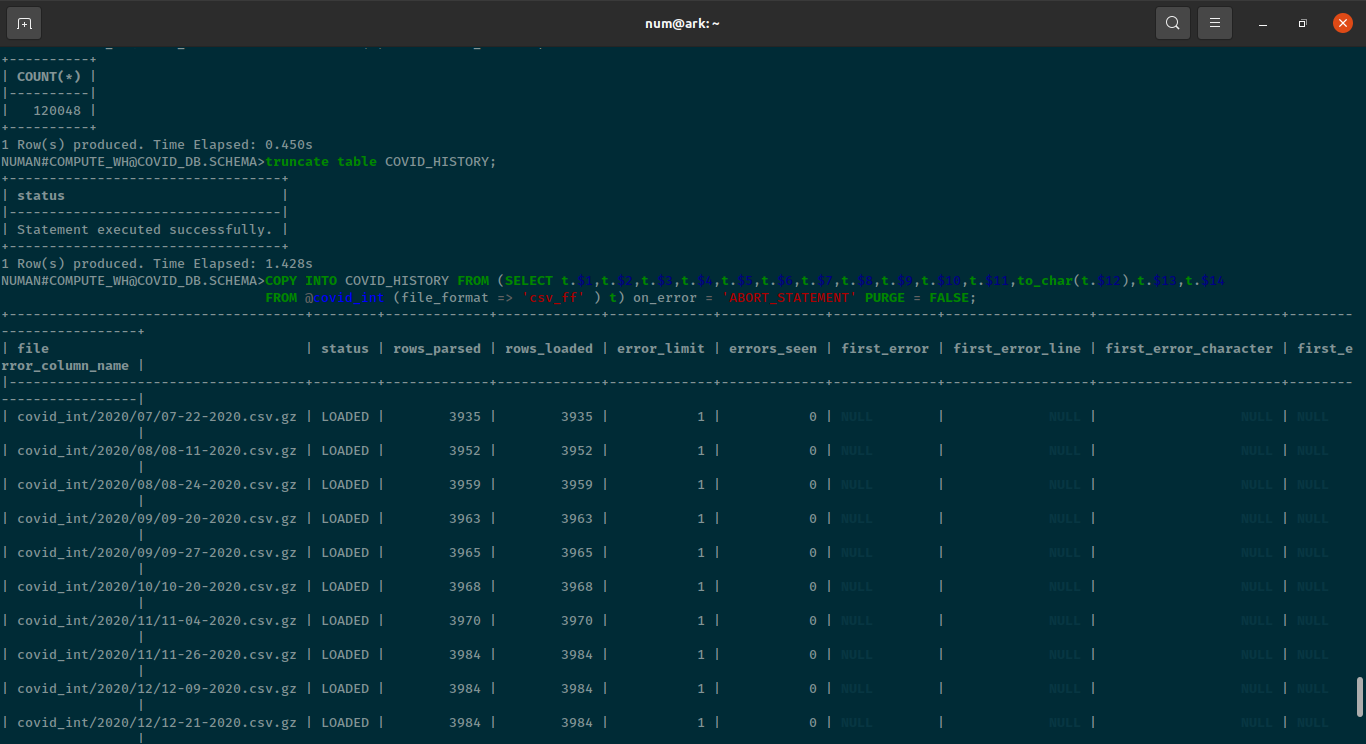 num@ark: ~
+----------+
| COUNT(*) |
|----------|
|   120048 |
+----------+
1 Row(s) produced. Time Elapsed: 0.450s
NUMAN#COMPUTE_WH@COVID_DB.SCHEMA>truncate table COVID_HISTORY;
+----------------------------------+
| status                           |
|----------------------------------|
| Statement executed successfully. |
+----------------------------------+
1 Row(s) produced. Time Elapsed: 1.428s
NUMAN#COMPUTE_WH@COVID_DB.SCHEMA>COPY INTO COVID_HISTORY FROM (SELECT t.$1,t.$2,t.$3,t.$4,t.$5,t.$6,t.$7,t.$8,t.$9,t.$10,t.$11,to_char(t.$12),t.$13,t.$14
FROM @covid_int (file_format => 'csv_ff' ) t) on_error = 'ABORT_STATEMENT' PURGE = FALSE;
| file | status | rows_parsed | rows_loaded | error_limit | errors_seen | first_error | first_error_line | first_error_character | first_e
rror_column_name |
| covid_int/2020/07/07-22-2020.csv.gz | LOADED | 3935 | 3935 | 1 | 0 | NULL | NULL | NULL | NULL
|
| covid_int/2020/08/08-11-2020.csv.gz | LOADED | 3952 | 3952 | 1 | 0 | NULL | NULL | NULL | NULL
|
| covid_int/2020/08/08-24-2020.csv.gz | LOADED | 3959 | 3959 | 1 | 0 | NULL | NULL | NULL | NULL
|
| covid_int/2020/09/09-20-2020.csv.gz | LOADED | 3963 | 3963 | 1 | 0 | NULL | NULL | NULL | NULL
|
| covid_int/2020/09/09-27-2020.csv.gz | LOADED | 3965 | 3965 | 1 | 0 | NULL | NULL | NULL | NULL
|
| covid_int/2020/10/10-20-2020.csv.gz | LOADED | 3968 | 3968 | 1 | 0 | NULL | NULL | NULL | NULL
|
| covid_int/2020/11/11-04-2020.csv.gz | LOADED | 3970 | 3970 | 1 | 0 | NULL | NULL | NULL | NULL
|
| covid_int/2020/11/11-26-2020.csv.gz | LOADED | 3984 | 3984 | 1 | 0 | NULL | NULL | NULL | NULL
|
| covid_int/2020/12/12-09-2020.csv.gz | LOADED | 3984 | 3984 | 1 | 0 | NULL | NULL | NULL | NULL
|
| covid_int/2020/12/12-21-2020.csv.gz | LOADED | 3984 | 3984 | 1 | 0 | NULL | NULL | NULL | NULL
|